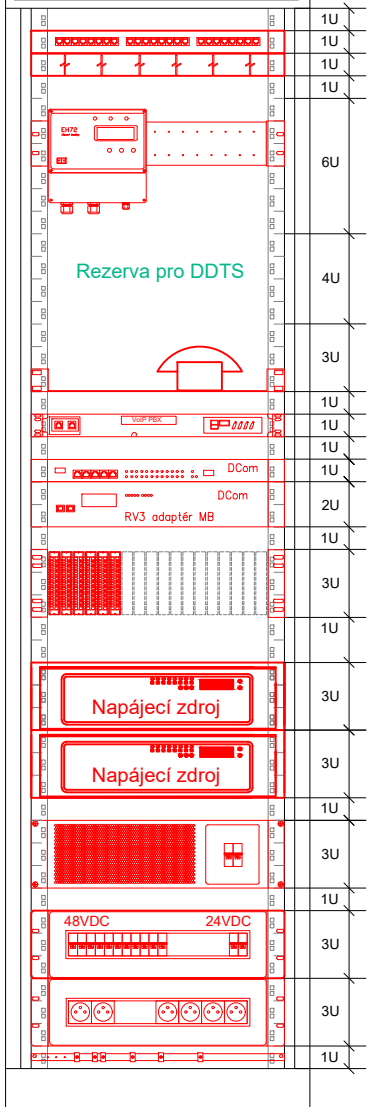 1U
1U
1U
1U
EH72
6U
Rezerva pro DDTS
4U
3U
1U
VoIP PBX
1U
1U
DCom
1U
DCom
RV3 adaptér MB
2U
1U
3U
1U
Napájecí zdroj
3U
Napájecí zdroj
3U
1U
3U
1U
48VDC 24VDC
3U
3U
1U